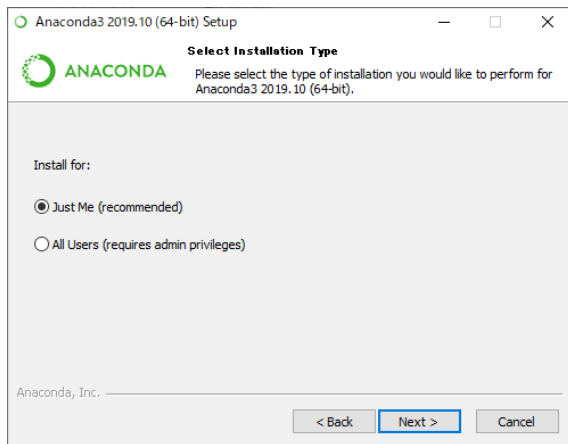 Anaconda3 2019.10 (64-bit) Setup
ANACONDA
Select Installation Type
Please select the type of installation you would like to perform for
Anaconda3 2019.10 (64-bit).
Install for:
Just Me (recommended)
All Users (requires admin privileges)
Anaconda, Inc.
< Back
Next >
Cancel